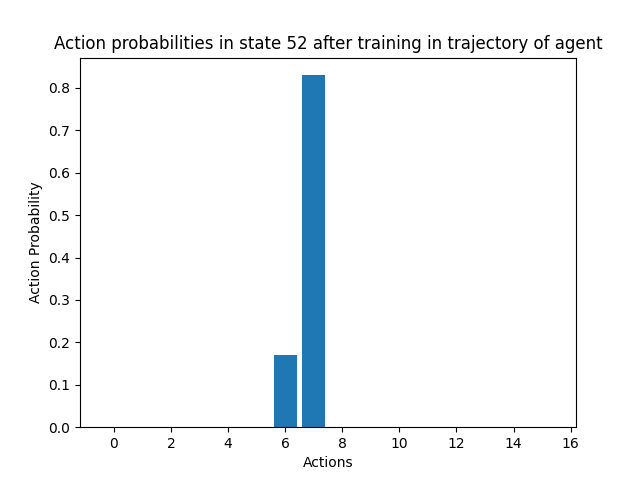 Action probabilities in state 52 after training in trajectory of agent
0.8
0.7
0.6
0.5
0.4
0.3
0.2
0.1
0.0
Action Probability
0 2 4 6 8 10 12 14 16
Actions